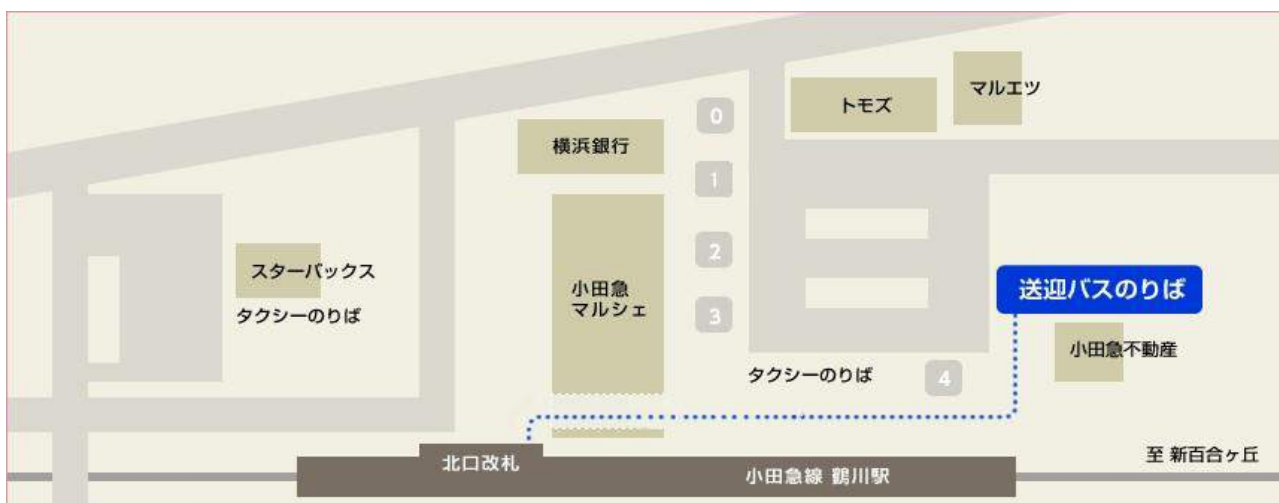 マルエツ
トモズ
0
横浜銀行
1
2
スターバックス
送迎バスのりば
小田急
マルシェ
3
タクシーのりば
小田急不動産
タクシーのりば
4
至 新百合ヶ丘
北口改札
小田急線 鶴川駅